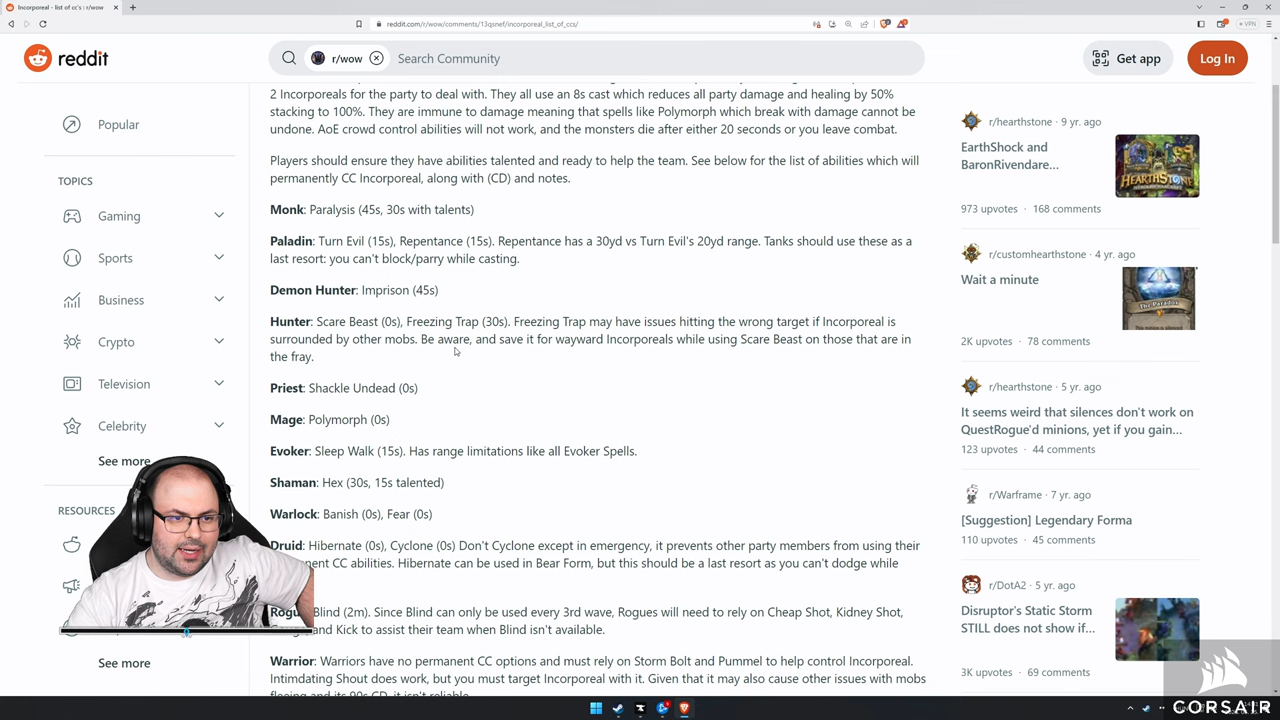 Incorporeal - list of cc's : r/wow
reddit.com/r/wow/comments/13qsnef/incorporeal_list_of_ccs/
VPN
reddit
r/wow
Search Community
Get app
Log In
Popular
TOPICS
Gaming
Sports
Business
Crypto
Television
Celebrity
See more
RESOURCES
See more
2 Incorporeals for the party to deal with. They all use an 8s cast which reduces all party damage and healing by 50%
stacking to 100%. They are immune to damage meaning that spells like Polymorph which break with damage cannot be
undone. AoE crowd control abilities will not work, and the monsters die after either 20 seconds or you leave combat.
Players should ensure they have abilities talented and ready to help the team. See below for the list of abilities which will
permanently CC Incorporeal, along with (CD) and notes.
Monk: Paralysis (45s, 30s with talents)
Paladin: Turn Evil (15s), Repentance (15s). Repentance has a 30yd vs Turn Evil's 20yd range. Tanks should use these as a
last resort: you can't block/parry while casting.
Demon Hunter: Imprison (45s)
Hunter: Scare Beast (0s), Freezing Trap (30s). Freezing Trap may have issues hitting the wrong target if Incorporeal is
surrounded by other mobs. Be aware, and save it for wayward Incorporeals while using Scare Beast on those that are in
the fray.
Priest: Shackle Undead (0s)
Mage: Polymorph (0s)
Evoker: Sleep Walk (15s). Has range limitations like all Evoker Spells.
Shaman: Hex (30s, 15s talented)
Warlock: Banish (0s), Fear (0s)
Druid: Hibernate (0s), Cyclone (0s) Don't Cyclone except in emergency, it prevents other party members from using their
CC abilities. Hibernate can be used in Bear Form, but this should be a last resort as you can't dodge while
Rogu Blind (2m). Since Blind can only be used every 3rd wave, Rogues will need to rely on Cheap Shot, Kidney Shot,
and Kick to assist their team when Blind isn't available.
Warrior: Warriors have no permanent CC options and must rely on Storm Bolt and Pummel to help control Incorporeal.
Intimidating Shout does work, but you must target Incorporeal with it. Given that it may also cause other issues with mobs
fleeing and its 90s CD, it isn't reliable.
r/hearthstone · 9 yr. ago
EarthShock and
BaronRivendare...
HEARTHSTONE
973 upvotes · 168 comments
r/customhearthstone · 4 yr. ago
Wait a minute
The Paradox
2K upvotes · 78 comments
r/hearthstone · 5 yr. ago
It seems weird that silences don't work on
QuestRogue'd minions, yet if you gain...
123 upvotes · 44 comments
r/Warframe · 7 yr. ago
[Suggestion] Legendary Forma
110 upvotes · 45 comments
r/DotA2 · 5 yr. ago
Disruptor's Static Storm
STILL does not show if...
3K upvotes · 69 comments
CORSAIR